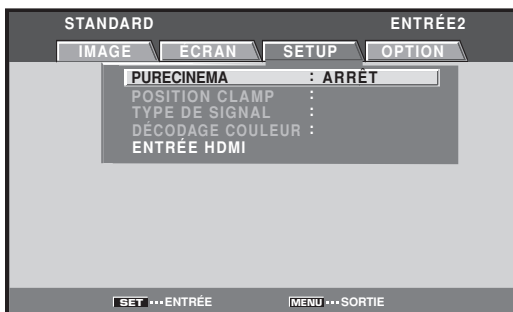 STANDARD ENTRÉE2
IMAGE ECRAN SETUP OPTION
PURECINEMA : ARRÊT
POSITION CLAMP :
TYPE DE SIGNAL :
DÉCODAGE COULEUR :
ENTRÉE HDMI
SET ••• ENTRÉE MENU ••• SORTIE